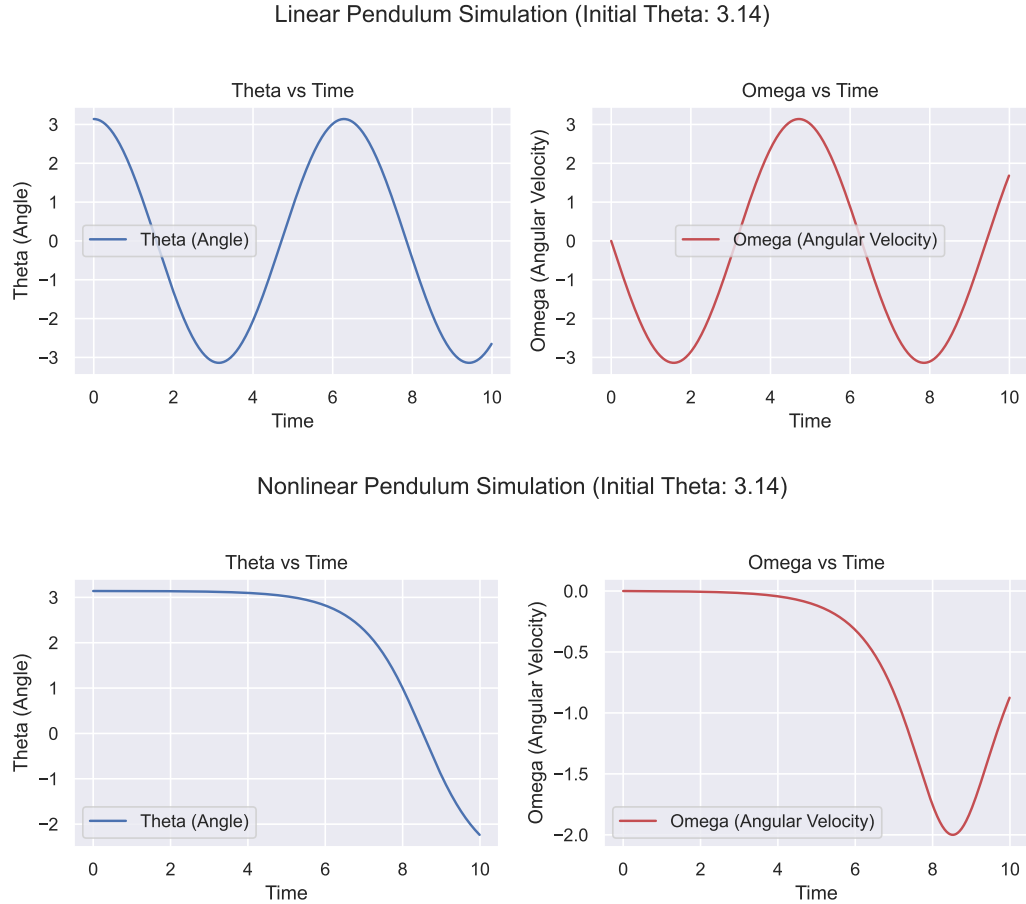 Linear Pendulum Simulation (Initial Theta: 3.14)
Theta vs Time
Theta (Angle)
3
2
1
0
−1
−2
−3
Theta (Angle)
0 2 4 6 8 10
Time
Omega vs Time
Omega (Angular Velocity)
3
2
1
0
−1
−2
−3
Omega (Angular Velocity)
0 2 4 6 8 10
Time
Nonlinear Pendulum Simulation (Initial Theta: 3.14)
Theta vs Time
Theta (Angle)
3
2
1
0
−1
−2
Theta (Angle)
0 2 4 6 8 10
Time
Omega vs Time
Omega (Angular Velocity)
0.0
−0.5
−1.0
−1.5
−2.0
Omega (Angular Velocity)
0 2 4 6 8 10
Time